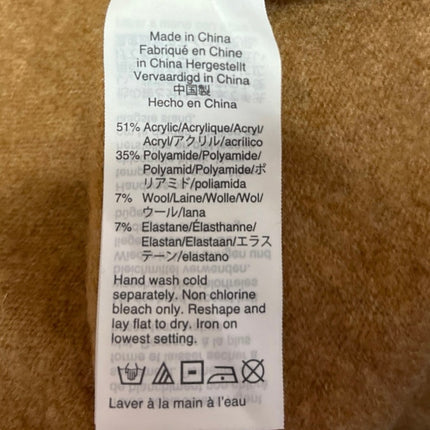 Made in China
Fabriqué en Chine
in China Hergestellt
Vervaardigd in China
中国製
Hecho en China
51% Acrylic/Acrylique/Acryl/
Acryl/アクリル/acrílico
35% Polyamide/Polyamide/
Polyamid/Polyamide/ポ
リアミド/poliamida
7% Wool/Laine/Wolle/Wol/
ウール/lana
7% Elastane/Élasthanne/
Elastan/Elastaan/エラス
テーン/elastano
Hand wash cold
separately. Non chlorine
bleach only. Reshape and
lay flat to dry. Iron on
lowest setting.
Laver à la main à l'eau